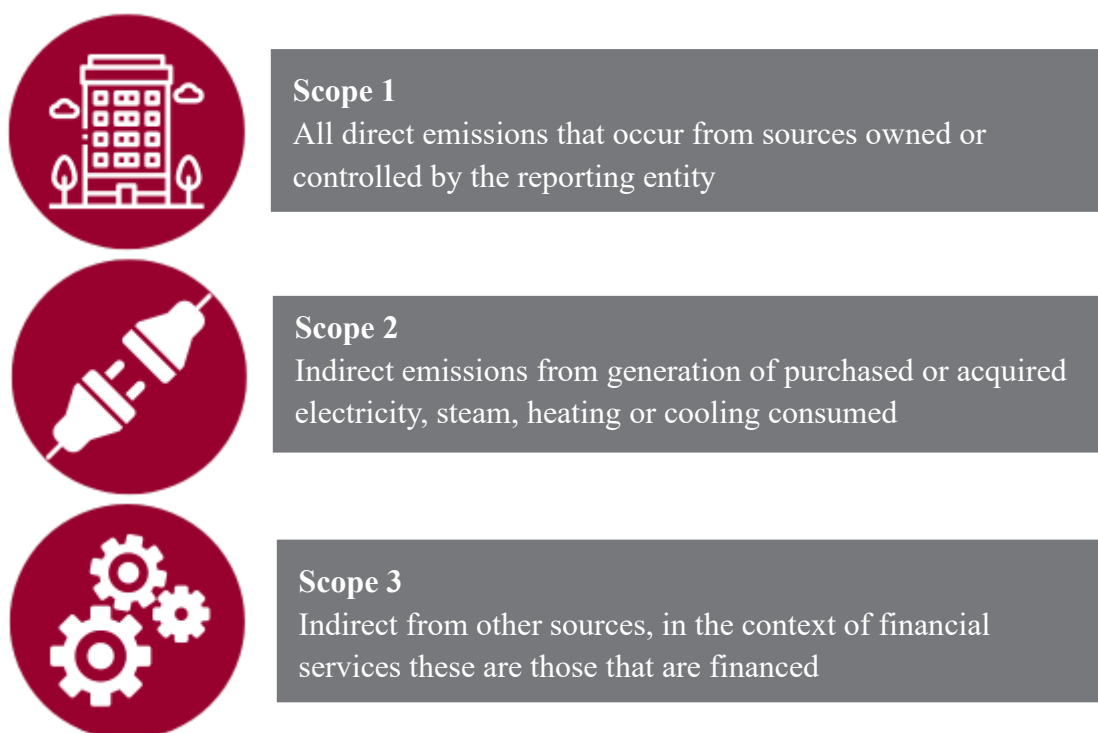 Scope 1
All direct emissions that occur from sources owned or
controlled by the reporting entity
Scope 2
Indirect emissions from generation of purchased or acquired
electricity, steam, heating or cooling consumed
Scope 3
Indirect from other sources, in the context of financial
services these are those that are financed